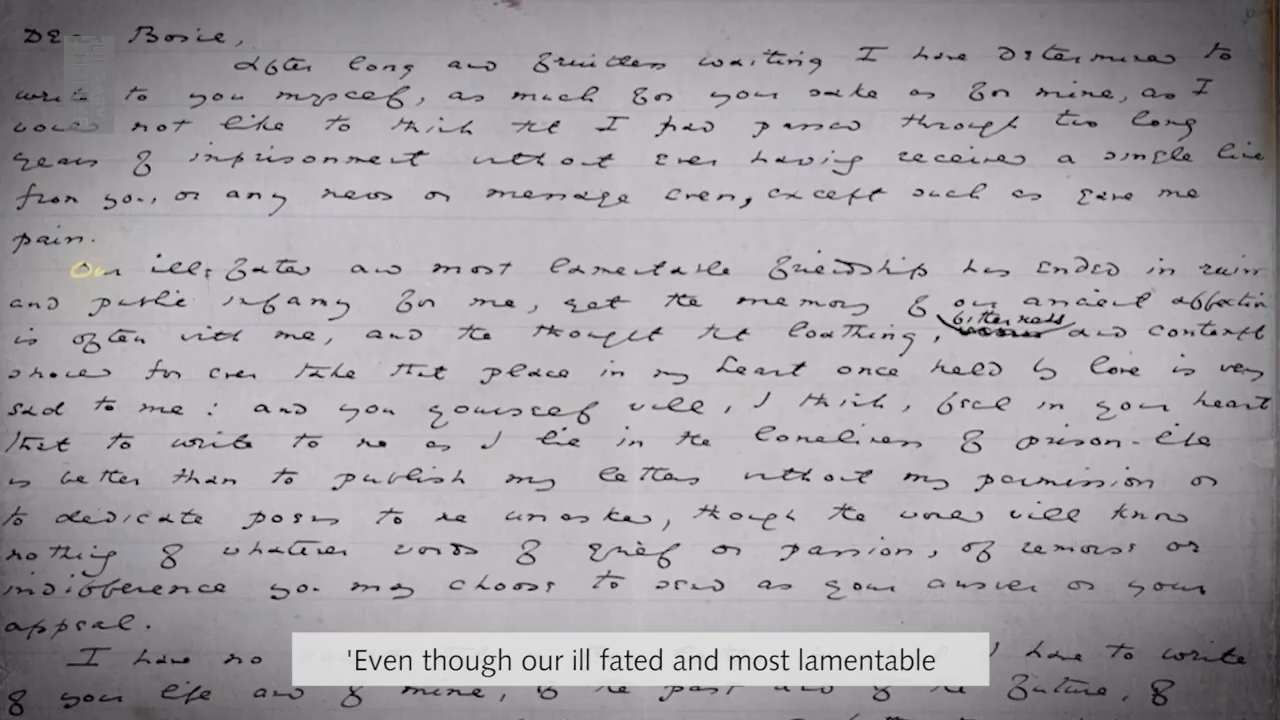 Bosie,
After long and fruitless waiting I have determined to
write to you myself, as much for your sake as for mine, as I
would not like to think that I had passed through two long
years of imprisonment without ever having received a single line
from you, or any news or message even, except such as gave me
pain.
Our ill-fated and most lamentable friendship has ended in ruin
and public infamy for me, yet the memory of our ancient affection
is often with me, and the thought that loathing, bitterness and contempt
should for ever take that place in my heart once held by love is very
sad to me: and you yourself will, I think, feel in your heart
that to write to me as I lie in the loneliness of prison-life
is better than to publish my letters without my permission or
to dedicate poems to me unasked, though the world will know
nothing of whatever words of grief or passion, of remorse or
indifference you may choose to send as your answer or your
appeal.
I have no I have to write
'Even though our ill fated and most lamentable
of your life and of mine, of the past and of the future, of